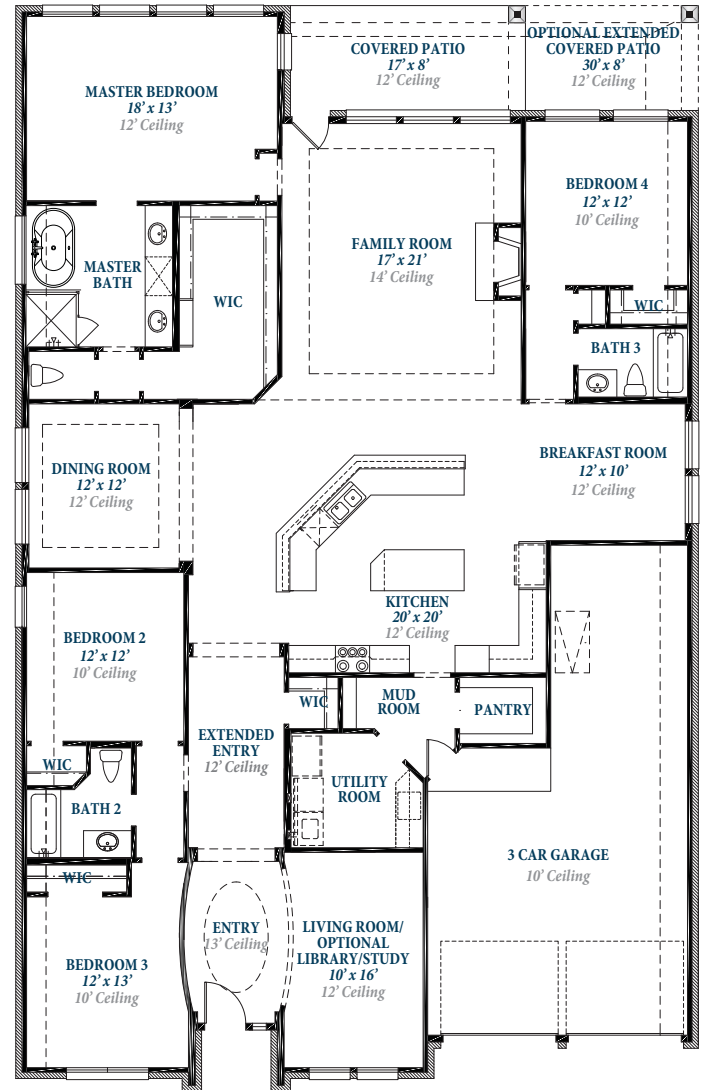 OPTIONAL EXTENDED
COVERED PATIO
30' x 8'
12' Ceiling
COVERED PATIO
17' x 8'
12' Ceiling
MASTER BEDROOM
18' x 13'
12' Ceiling
BEDROOM 4
12' x 12'
10' Ceiling
FAMILY ROOM
17' x 21'
14' Ceiling
MASTER
BATH
WIC
WIC
BATH 3
BREAKFAST ROOM
12' x 10'
12' Ceiling
DINING ROOM
12' x 12'
12' Ceiling
KITCHEN
20' x 20'
12' Ceiling
BEDROOM 2
12' x 12'
10' Ceiling
WIC
MUD
ROOM
PANTRY
EXTENDED
ENTRY
12' Ceiling
WIC
UTILITY
ROOM
BATH 2
3 CAR GARAGE
10' Ceiling
WIC
ENTRY
13' Ceiling
LIVING ROOM/
OPTIONAL
LIBRARY/STUDY
10' x 16'
12' Ceiling
BEDROOM 3
12' x 13'
10' Ceiling